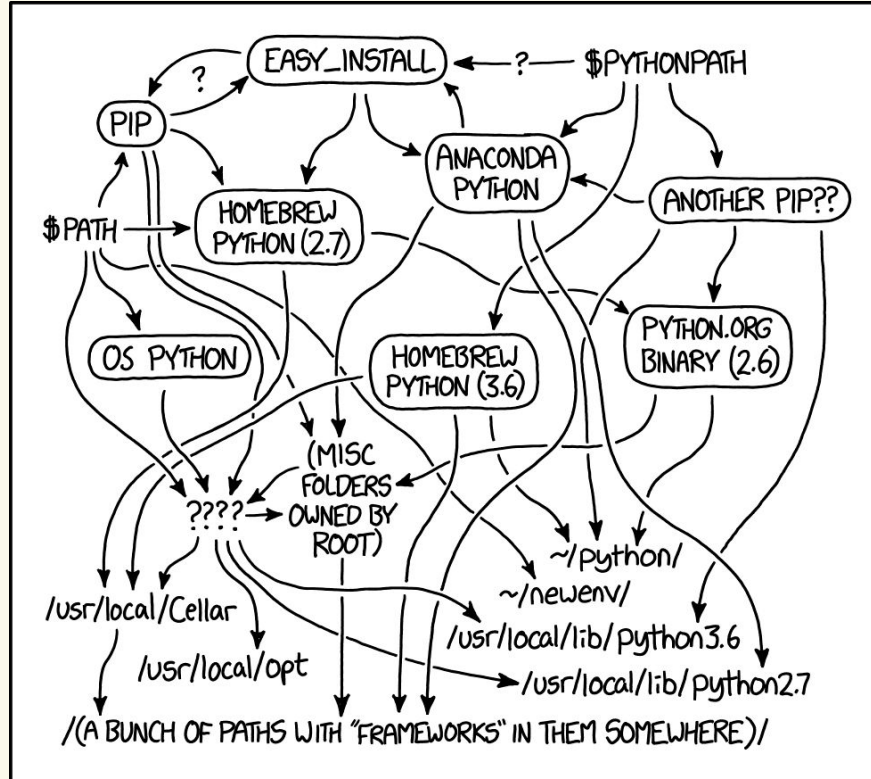 EASY_INSTALL
?
$PYTHONPATH
?
PIP
ANACONDA
PYTHON
ANOTHER PIP??
HOMEBREW
PYTHON (2.7)
$PATH
OS PYTHON
HOMEBREW
PYTHON (3.6)
PYTHON.ORG
BINARY (2.6)
(MISC
FOLDERS
OWNED BY
ROOT)
????
~/python/
~/newenv/
/usr/local/Cellar
/usr/local/lib/python3.6
/usr/local/opt
/usr/local/lib/python2.7
/(A BUNCH OF PATHS WITH "FRAMEWORKS" IN THEM SOMEWHERE)/